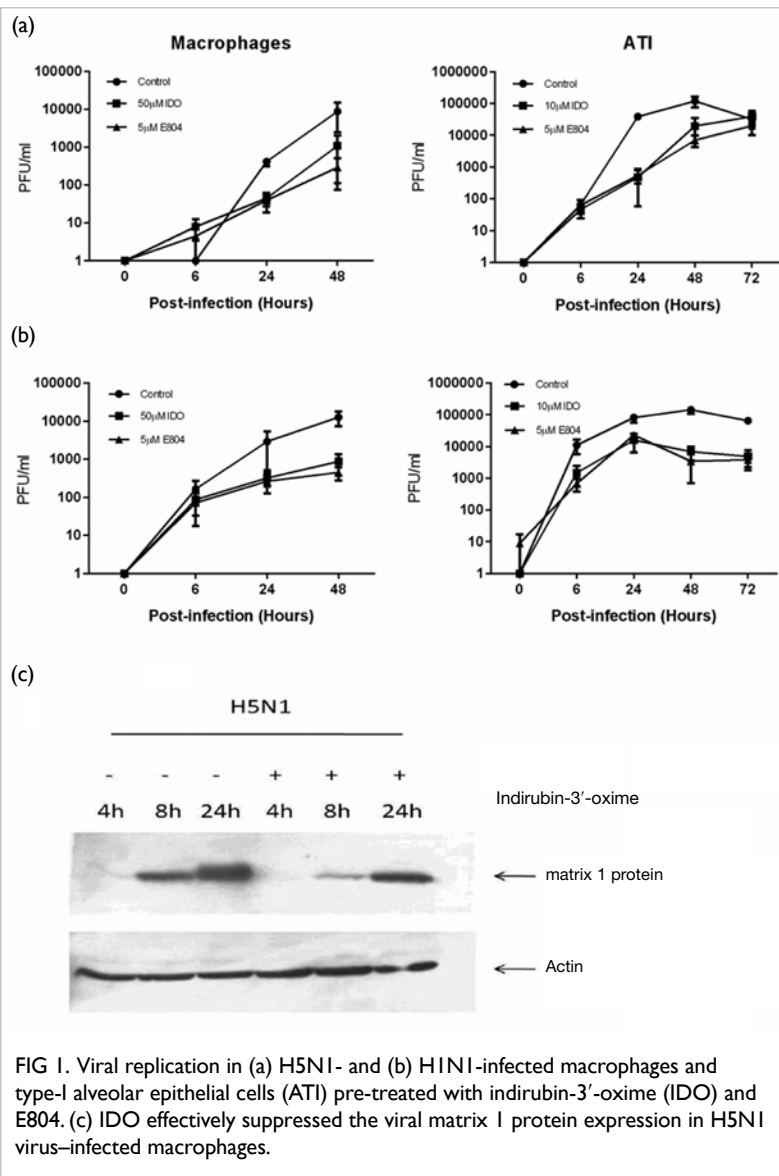 (a)
Macrophages
100000
10000
1000
100
10
1
PFU/ml
Control
50µM IDO
5µM E804
0 6 24 48
Post-infection (Hours)
ATI
1000000
100000
10000
1000
100
10
1
PFU/ml
Control
10µM IDO
5µM E804
0 6 24 48 72
Post-infection (Hours)
(b)
100000
10000
1000
100
10
1
PFU/ml
Control
50µM IDO
5µM E804
0 6 24 48
Post-infection (Hours)
1000000
100000
10000
1000
100
10
1
PFU/ml
Control
10µM IDO
5µM E804
0 6 24 48 72
Post-infection (Hours)
(c)
H5N1
- - - + + +
4h 8h 24h 4h 8h 24h
Indirubin-3′-oxime
matrix 1 protein
Actin
FIG 1. Viral replication in (a) H5N1- and (b) H1N1-infected macrophages and
type-I alveolar epithelial cells (ATI) pre-treated with indirubin-3′-oxime (IDO) and
E804. (c) IDO effectively suppressed the viral matrix 1 protein expression in H5N1
virus–infected macrophages.